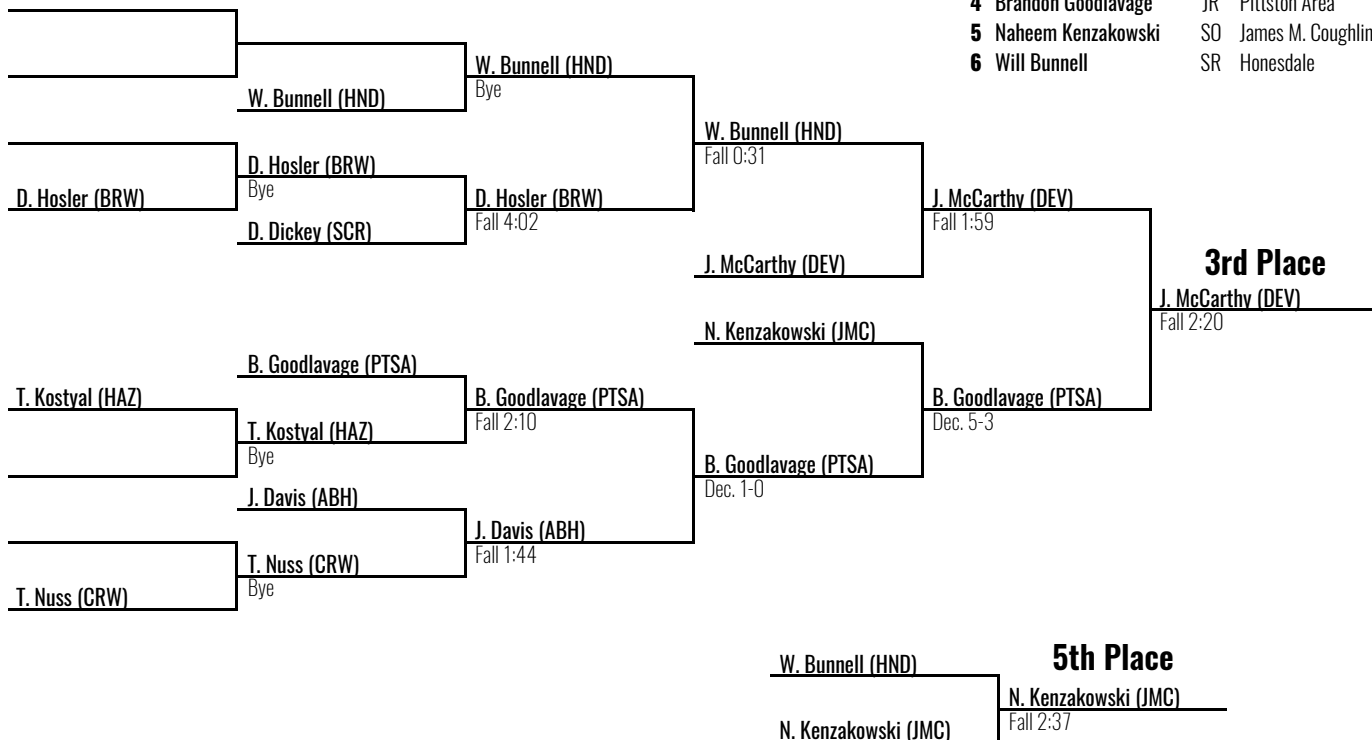 4 Brandon Goodlavage JR Pittston Area
5 Naheem Kenzakowski SO James M. Coughlin
6 Will Bunnell SR Honesdale
W. Bunnell (HND)
Bye
W. Bunnell (HND)
W. Bunnell (HND)
Fall 0:31
D. Hosler (BRW)
Bye
D. Hosler (BRW)
D. Hosler (BRW)
Fall 4:02
J. McCarthy (DEV)
Fall 1:59
D. Dickey (SCR)
J. McCarthy (DEV)
3rd Place
J. McCarthy (DEV)
Fall 2:20
N. Kenzakowski (JMC)
B. Goodlavage (PTSA)
T. Kostyal (HAZ)
B. Goodlavage (PTSA)
Fall 2:10
B. Goodlavage (PTSA)
Dec. 5-3
T. Kostyal (HAZ)
Bye
B. Goodlavage (PTSA)
Dec. 1-0
J. Davis (ABH)
J. Davis (ABH)
Fall 1:44
T. Nuss (CRW)
Bye
T. Nuss (CRW)
5th Place
W. Bunnell (HND)
N. Kenzakowski (JMC)
Fall 2:37
N. Kenzakowski (JMC)